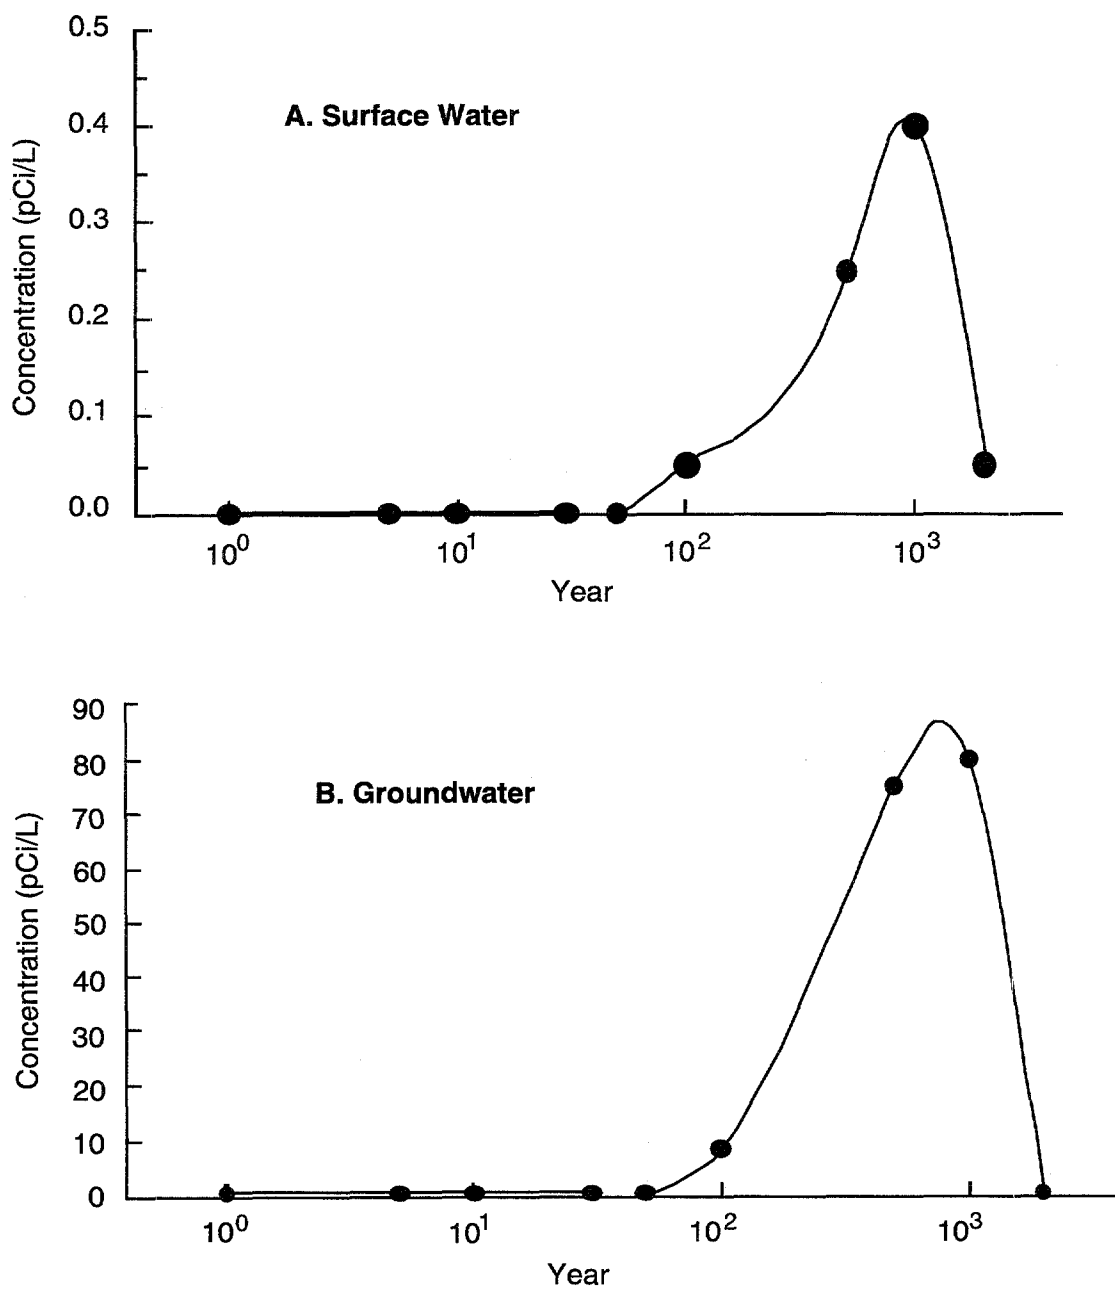 A. Surface Water
Concentration (pCi/L)
0.5
0.4
0.3
0.2
0.1
0.0
10⁰ 10¹ 10² 10³
Year
B. Groundwater
Concentration (pCi/L)
90
80
70
60
50
40
30
20
10
0
10⁰ 10¹ 10² 10³
Year